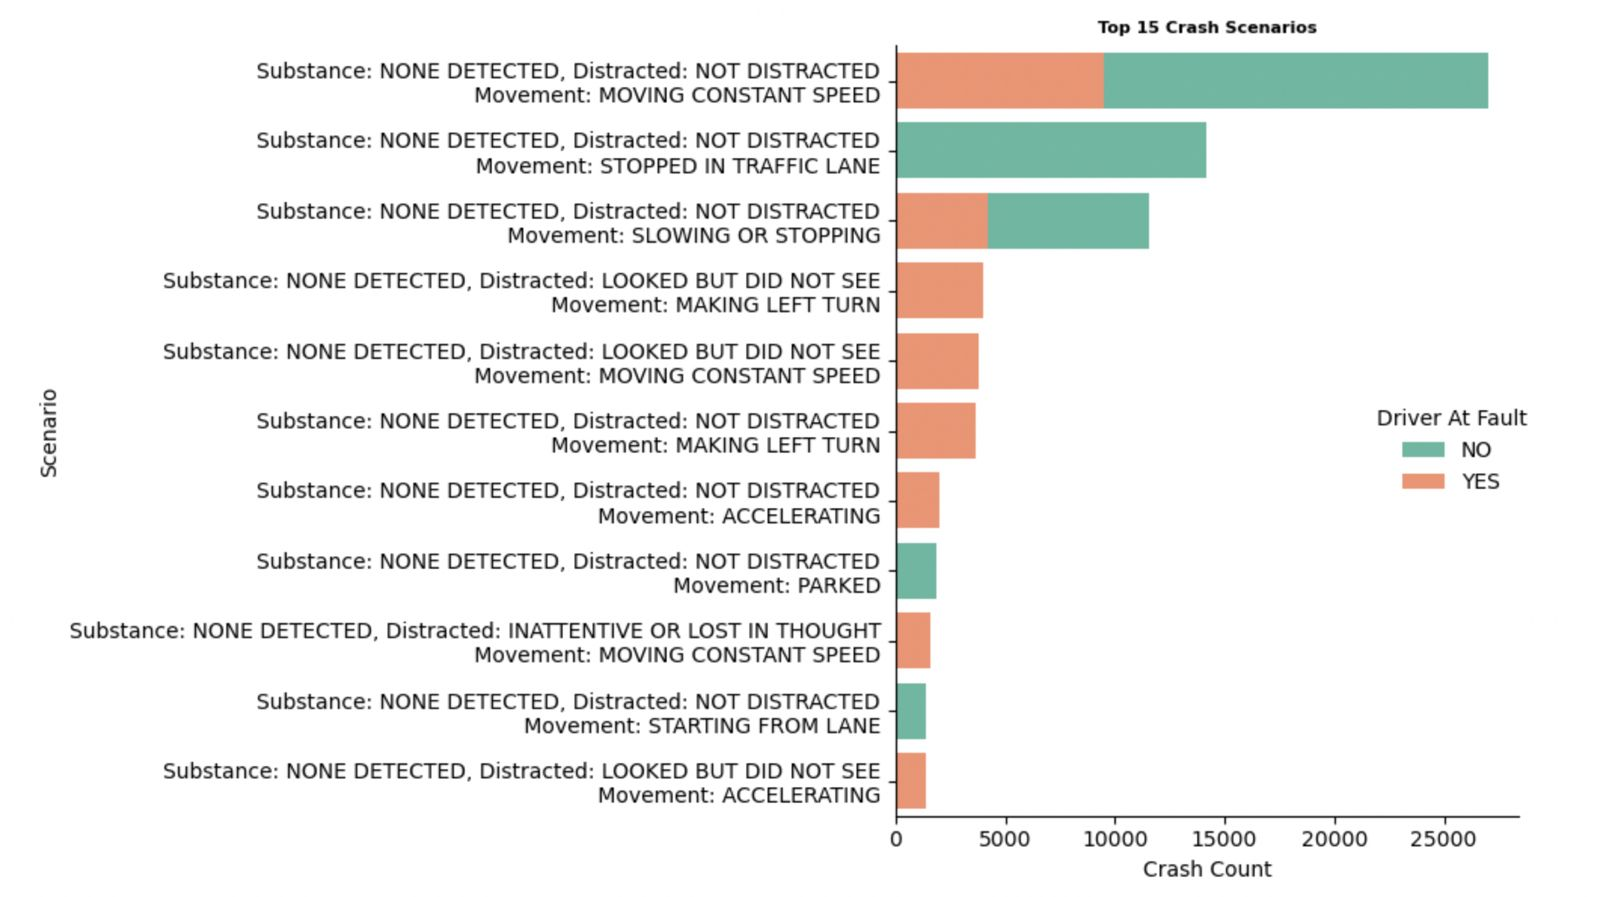 Top 15 Crash Scenarios
Substance: NONE DETECTED, Distracted: NOT DISTRACTED
Movement: MOVING CONSTANT SPEED
Substance: NONE DETECTED, Distracted: NOT DISTRACTED
Movement: STOPPED IN TRAFFIC LANE
Substance: NONE DETECTED, Distracted: NOT DISTRACTED
Movement: SLOWING OR STOPPING
Substance: NONE DETECTED, Distracted: LOOKED BUT DID NOT SEE
Movement: MAKING LEFT TURN
Substance: NONE DETECTED, Distracted: LOOKED BUT DID NOT SEE
Movement: MOVING CONSTANT SPEED
Substance: NONE DETECTED, Distracted: NOT DISTRACTED
Movement: MAKING LEFT TURN
Substance: NONE DETECTED, Distracted: NOT DISTRACTED
Movement: ACCELERATING
Substance: NONE DETECTED, Distracted: NOT DISTRACTED
Movement: PARKED
Substance: NONE DETECTED, Distracted: INATTENTIVE OR LOST IN THOUGHT
Movement: MOVING CONSTANT SPEED
Substance: NONE DETECTED, Distracted: NOT DISTRACTED
Movement: STARTING FROM LANE
Substance: NONE DETECTED, Distracted: LOOKED BUT DID NOT SEE
Movement: ACCELERATING
Scenario
Driver At Fault
NO
YES
0 5000 10000 15000 20000 25000
Crash Count